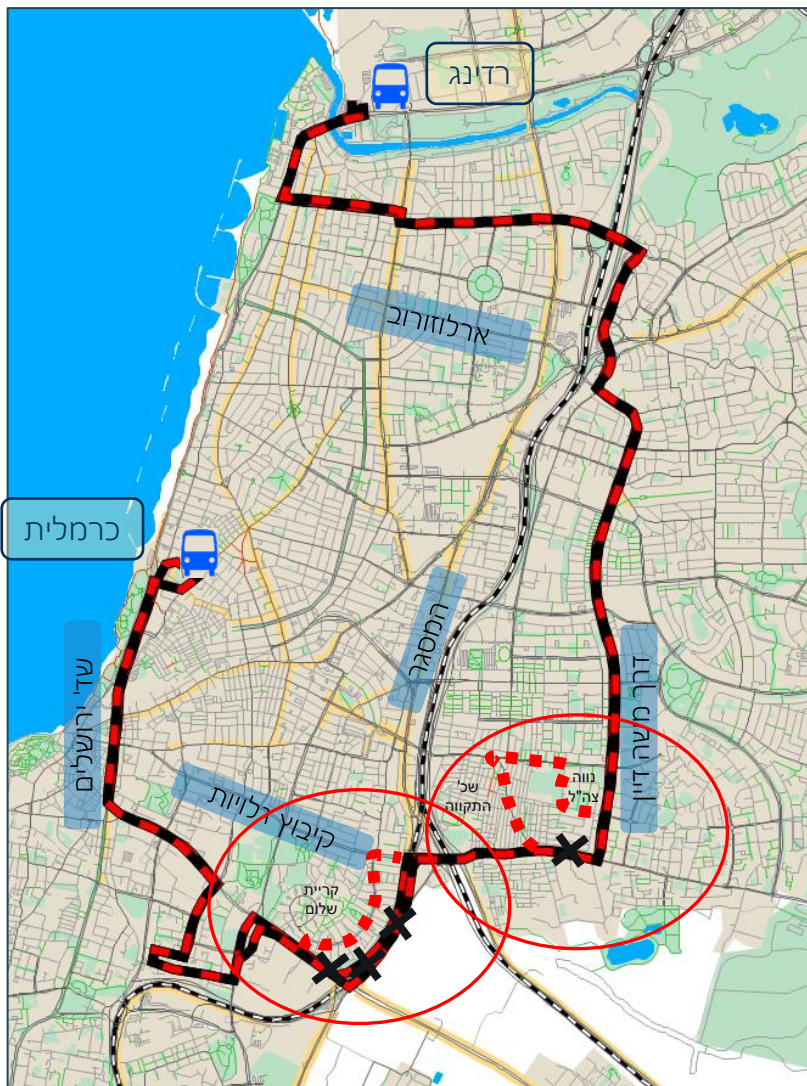 רדינג
ארלוזורוב
כרמלית
המסגר
שד' ירושלים
דרך משה דיין
נווה
צה"ל
שכ'
התקווה
קיבוץ גלויות
קריית
שלום